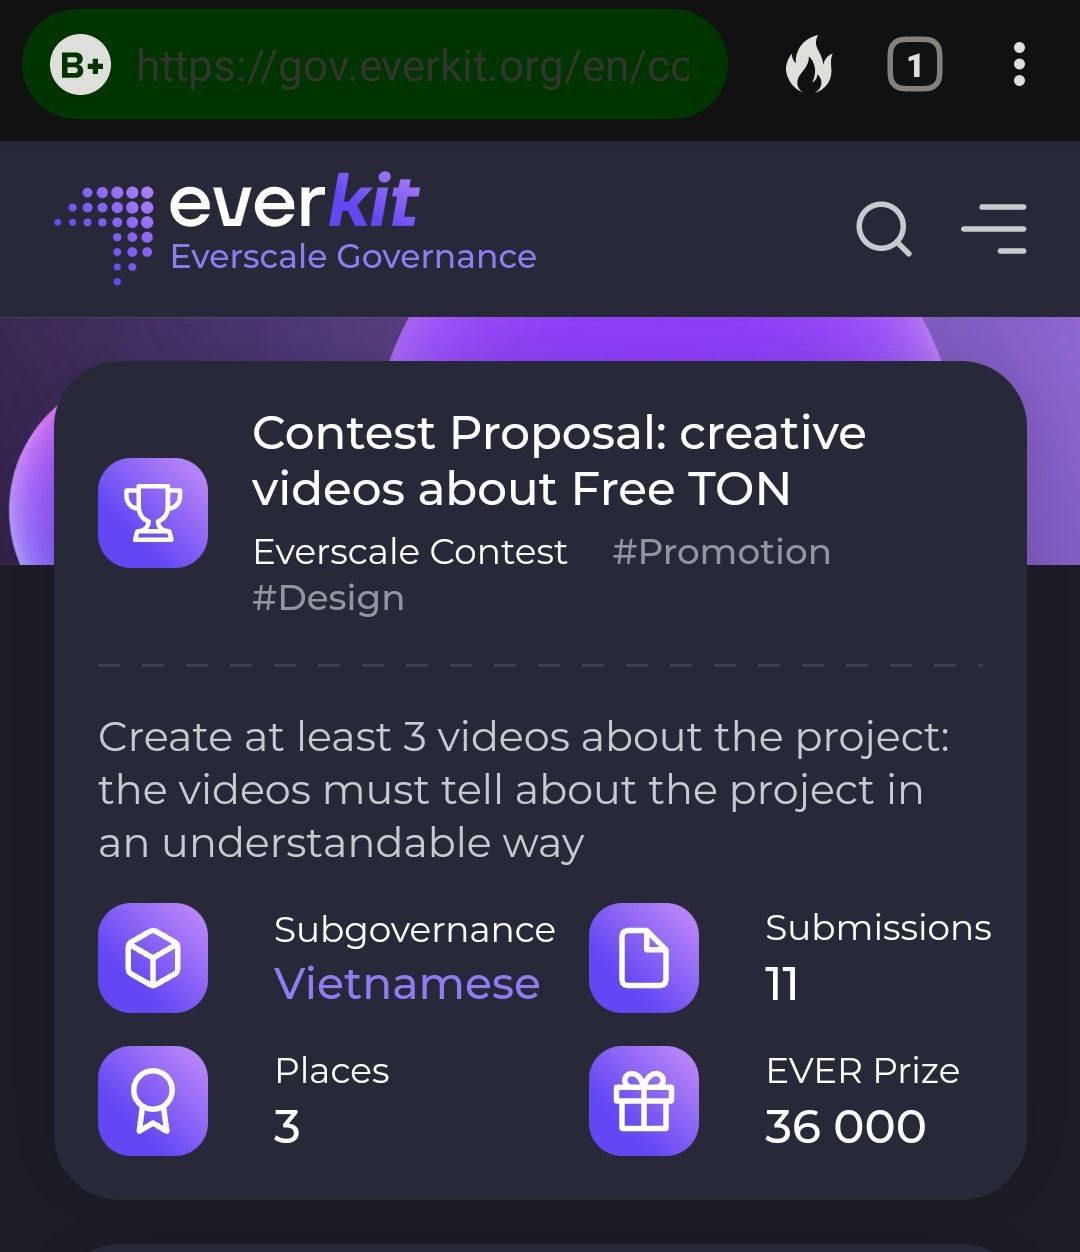 B+ https://gov.everkit.org/en/co 1
everkit
Everscale Governance
Contest Proposal: creative
videos about Free TON
Everscale Contest #Promotion
#Design
Create at least 3 videos about the project:
the videos must tell about the project in
an understandable way
Subgovernance
Vietnamese
Submissions
11
Places
3
EVER Prize
36 000